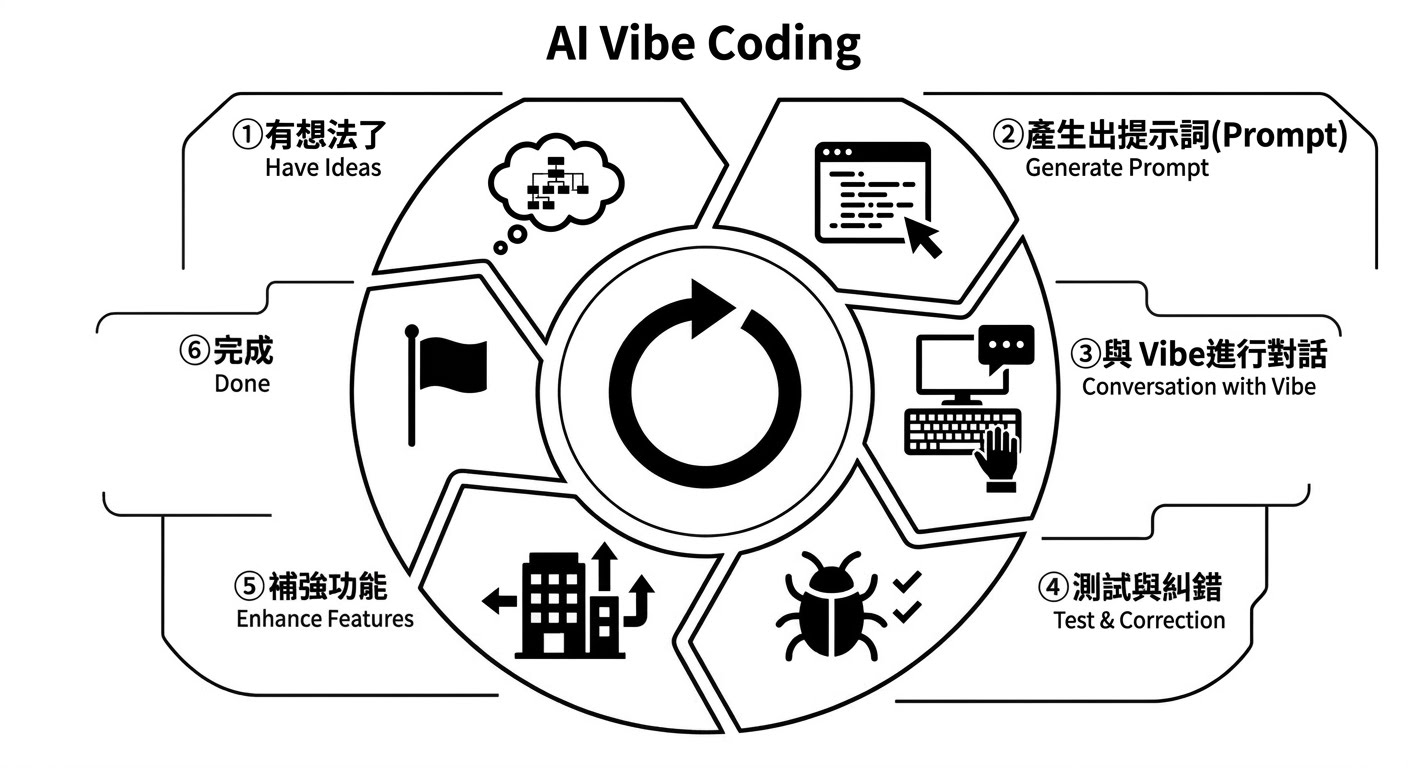 AI Vibe Coding
①有想法了
Have Ideas
②產生出提示詞(Prompt)
Generate Prompt
③與 Vibe進行對話
Conversation with Vibe
④測試與糾錯
Test & Correction
⑤補強功能
Enhance Features
⑥完成
Done